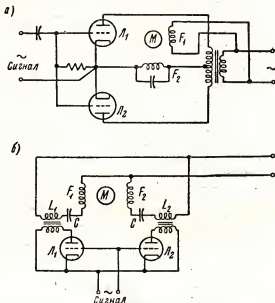 а)
Л₁
М
F₁
~
Сигнал
F₂
~
Л₂
б)
L₁
F₁
М
F₂
L₂
C
C
~
Л₁
Л₂
~
Сигнал